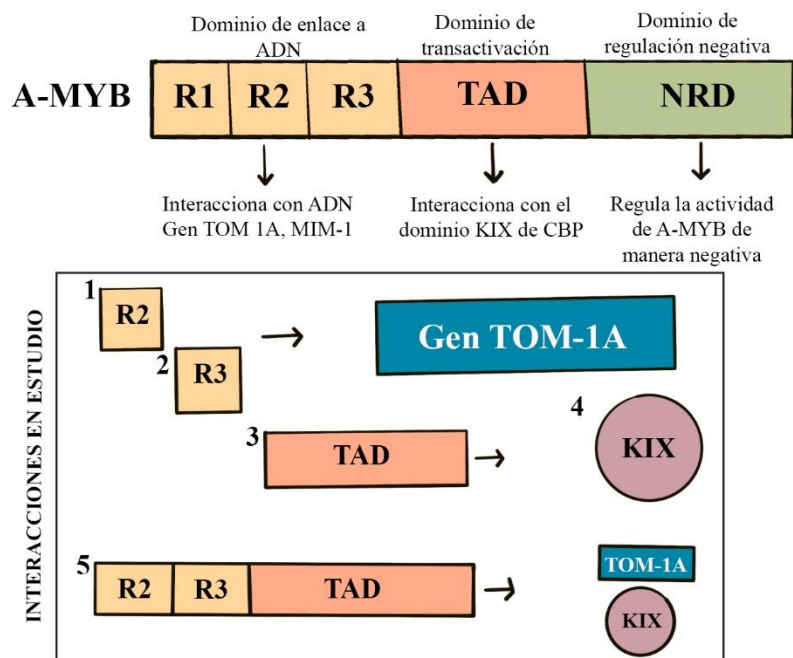 Dominio de enlace a
ADN
Dominio de
transactivación
Dominio de
regulación negativa
A-MYB
R1
R2
R3
TAD
NRD
Interacciona con ADN
Gen TOM 1A, MIM-1
Interacciona con el
dominio KIX de CBP
Regula la actividad
de A-MYB de
manera negativa
INTERACCIONES EN ESTUDIO
1
R2
2
R3
Gen TOM-1A
3
TAD
4
KIX
5
R2
R3
TAD
TOM-1A
KIX